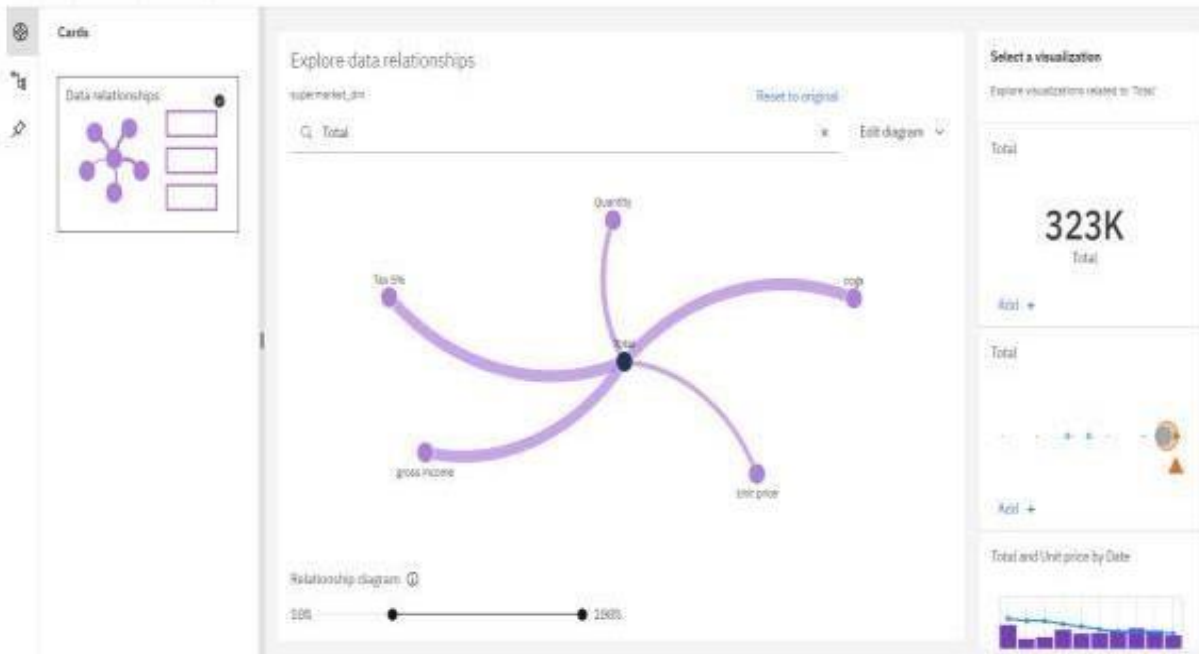 Cards
Data relationships
Explore data relationships
supermarket_dm
Reset to original
Total
Edit diagram
Quantity
Tax 5%
cogs
Total
gross income
Unit price
Relationship diagram
10%
100%
Select a visualization
Explore visualizations related to 'Total'
Total
323K
Total
Add +
Total
Add +
Total and Unit price by Date